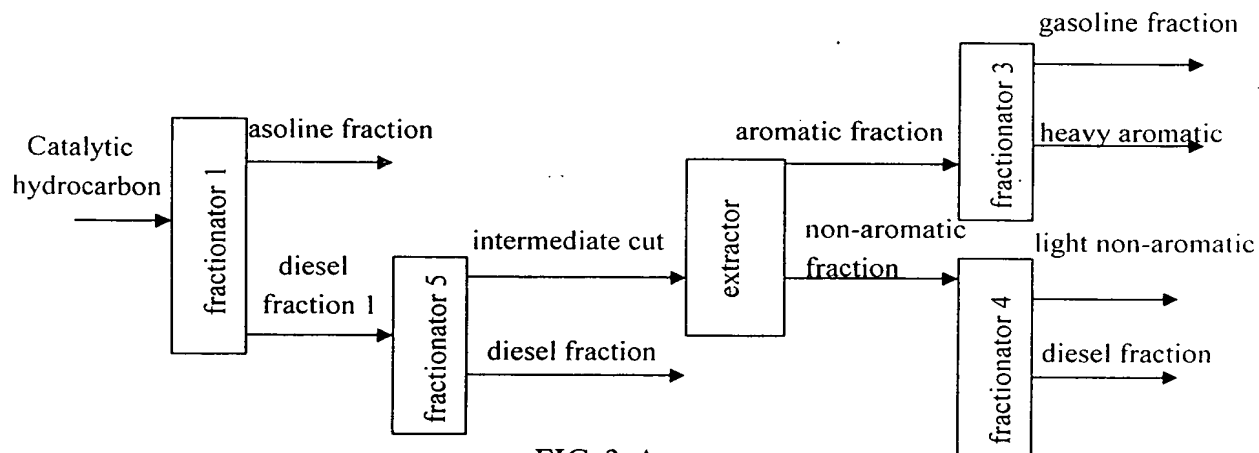 gasoline fraction
fractionator 3
asoline fraction
aromatic fraction
heavy aromatic
Catalytic
hydrocarbon
fractionator 1
extractor
intermediate cut
non-aromatic
fraction
light non-aromatic
diesel
fraction 1
fractionator 5
fractionator 4
diesel fraction
diesel fraction